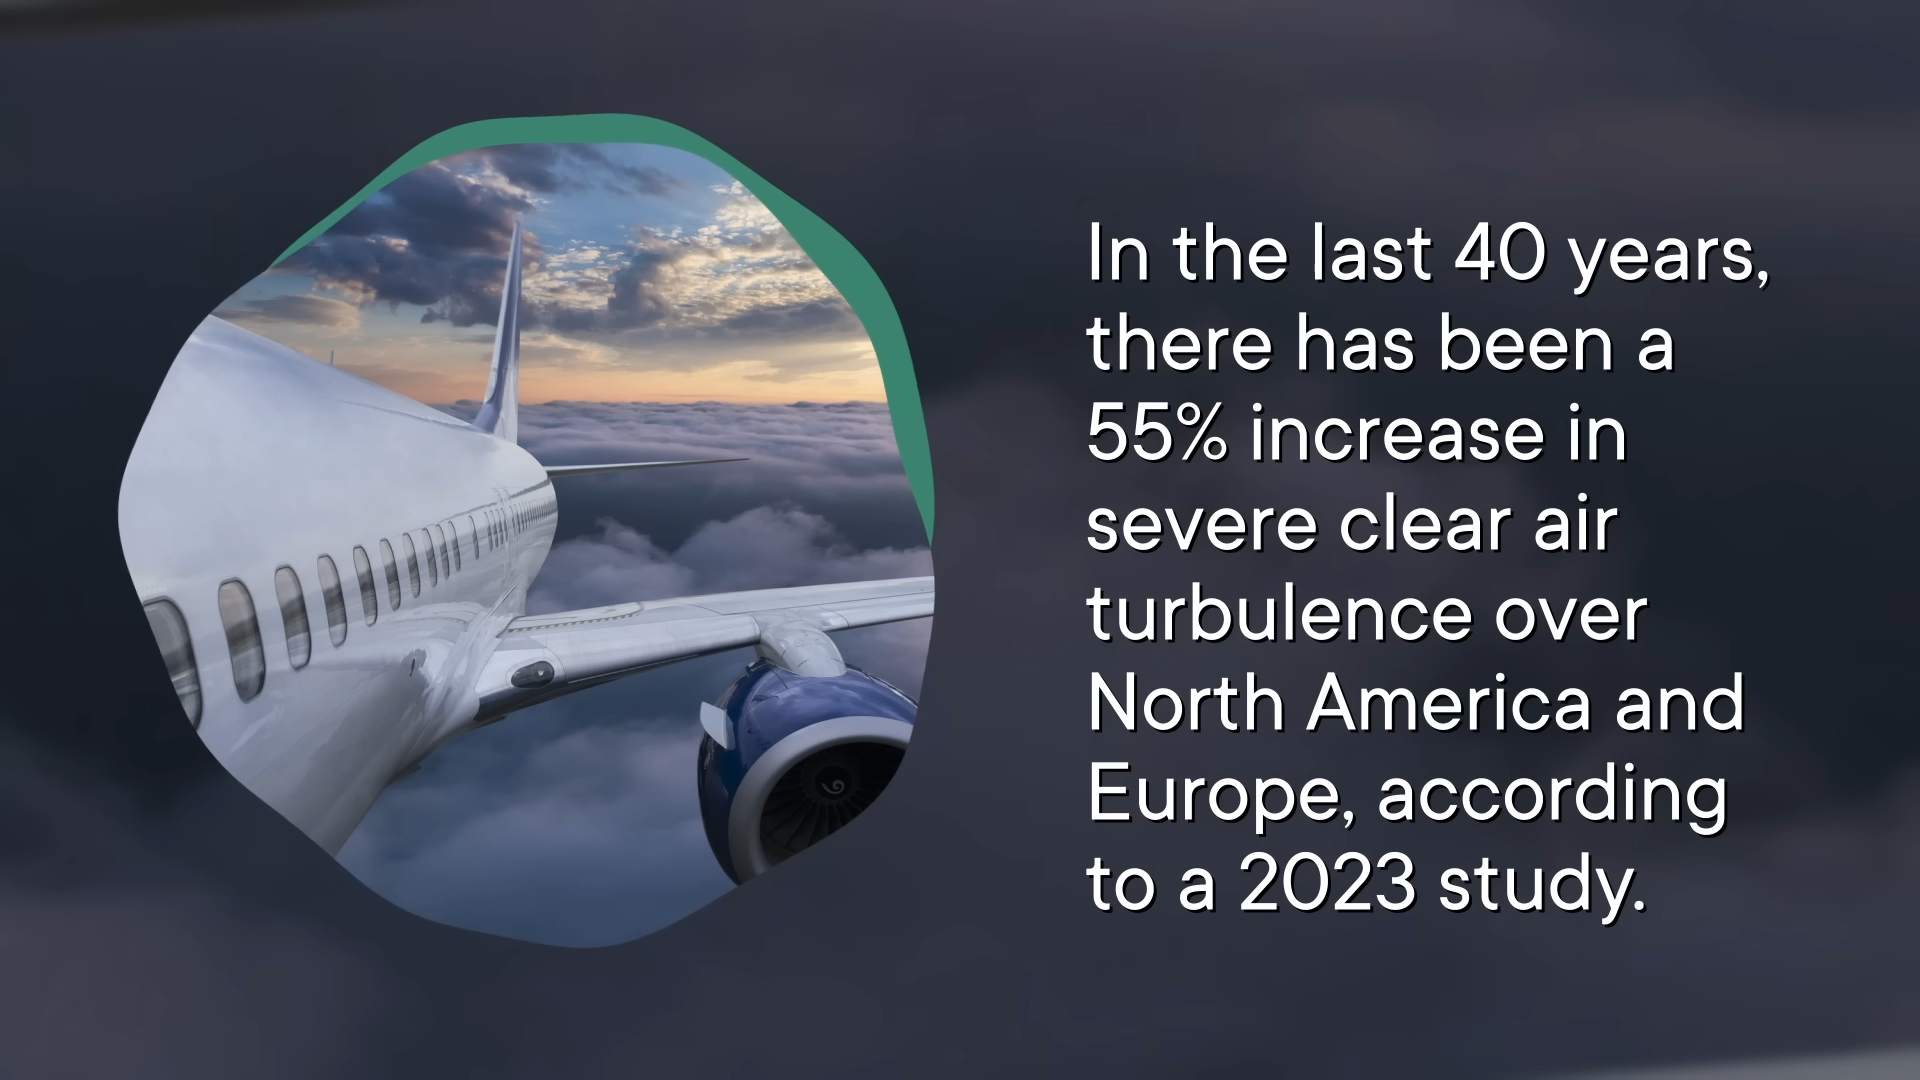 In the last 40 years,
there has been a
55% increase in
severe clear air
turbulence over
North America and
Europe, according
to a 2023 study.